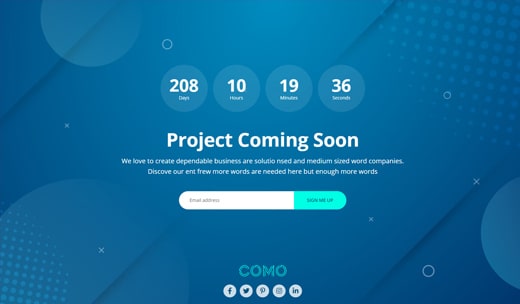 208 10 19 36
Days Hours Minutes Seconds
Project Coming Soon
We love to create dependable business are solutio nsed and medium sized word companies.
Discove our ent frew more words are needed here but enough more words
Email address SIGN ME UP
COMO